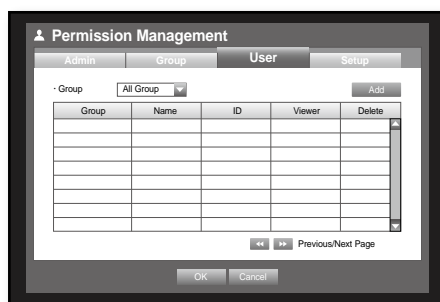 Permission Management
Admin Group User Setup
· Group All Group Add
Group Name ID Viewer Delete
Previous/Next Page
OK Cancel